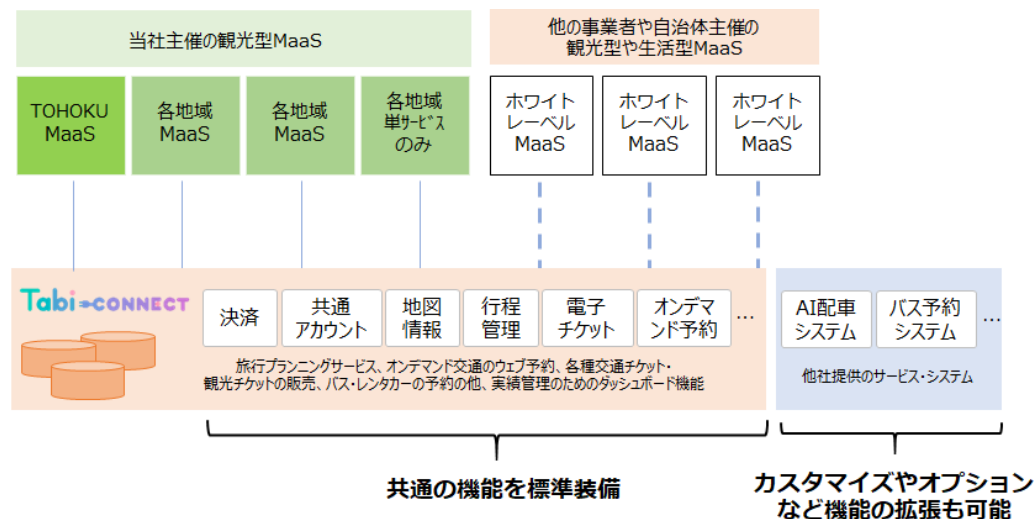 当社主催の観光型MaaS
他の事業者や自治体主催の
観光型や生活型MaaS
TOHOKU
MaaS
各地域
MaaS
各地域
MaaS
各地域
単ｻｰﾋﾞｽ
のみ
ホワイト
レーベル
MaaS
ホワイト
レーベル
MaaS
ホワイト
レーベル
MaaS
Tabi-CONNECT
決済
共通
アカウント
地図
情報
行程
管理
電子
チケット
オンデマ
ンド予約
…
旅行プランニングサービス、オンデマンド交通のウェブ予約、各種交通チケット・
観光チケットの販売、バス・レンタカーの予約の他、実績管理のためのダッシュボード機能
AI配車
システム
バス予約
システム
…
他社提供のサービス・システム
共通の機能を標準装備
カスタマイズやオプション
など機能の拡張も可能